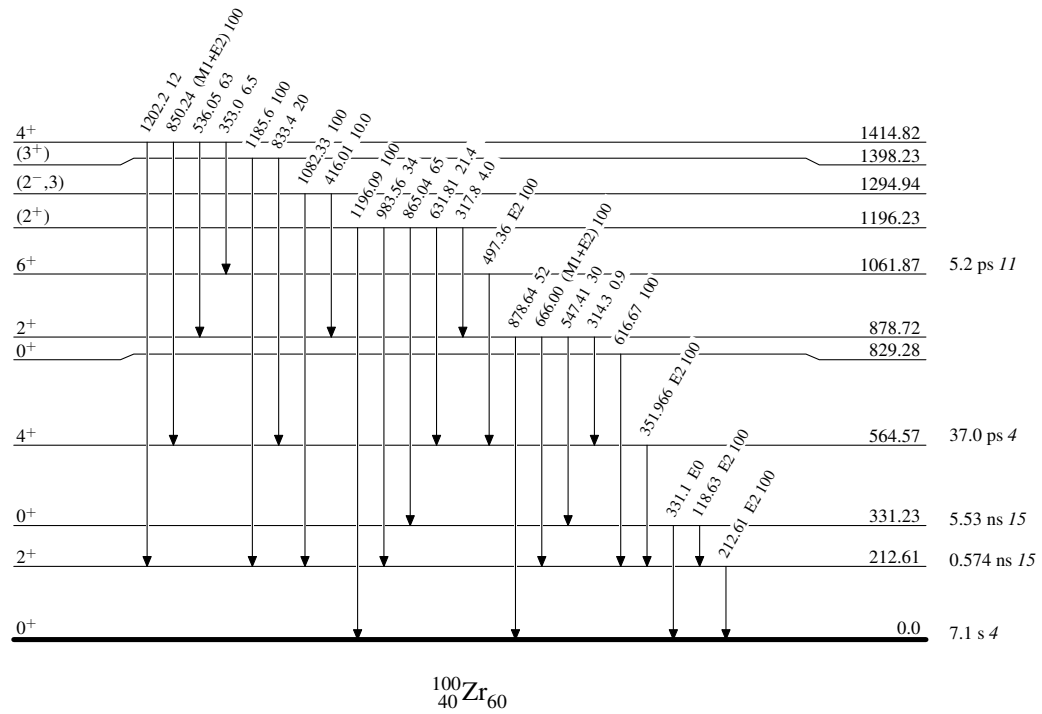 1202.2 12
850.24 (M1+E2) 100
536.05 63
353.0 6.5
1185.6 100
833.4 20
1082.33 100
416.01 10.0
1196.09 100
983.56 34
865.04 65
631.81 21.4
317.8 4.0
497.36 E2 100
878.64 52
666.00 (M1+E2) 100
547.41 30
314.3 0.9
616.67 100
351.966 E2 100
331.1 E0
118.63 E2 100
212.61 E2 100
4⁺ 1414.82
(3⁺) 1398.23
(2⁻,3) 1294.94
(2⁺) 1196.23
6⁺ 1061.87 5.2 ps 11
2⁺ 878.72
0⁺ 829.28
4⁺ 564.57 37.0 ps 4
0⁺ 331.23 5.53 ns 15
2⁺ 212.61 0.574 ns 15
0⁺ 0.0 7.1 s 4
¹⁰⁰₄₀Zr₆₀